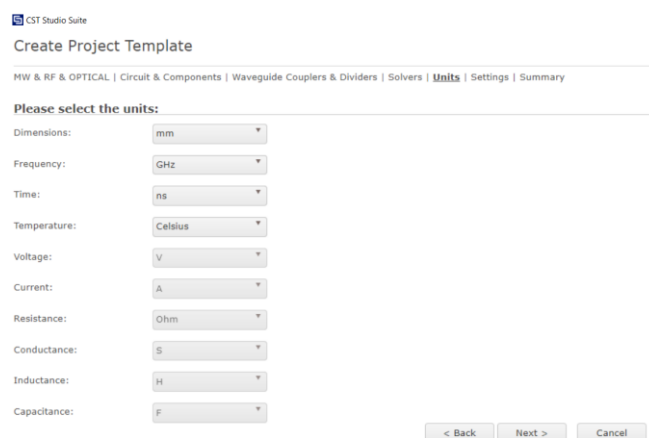 CST Studio Suite
Create Project Template
MW & RF & OPTICAL | Circuit & Components | Waveguide Couplers & Dividers | Solvers | Units | Settings | Summary
Please select the units:
Dimensions: mm
Frequency: GHz
Time: ns
Temperature: Celsius
Voltage: V
Current: A
Resistance: Ohm
Conductance: S
Inductance: H
Capacitance: F
< Back Next > Cancel